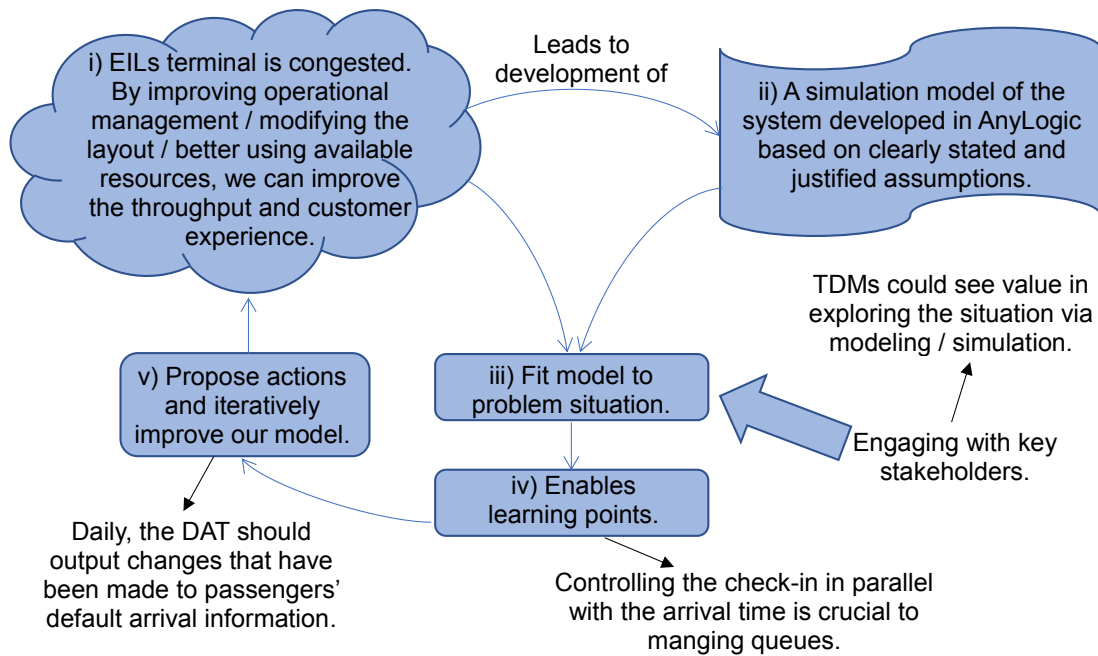 i) EILs terminal is congested.
By improving operational
management / modifying the
layout / better using available
resources, we can improve
the throughput and customer
experience.
Leads to
development of
ii) A simulation model of the
system developed in AnyLogic
based on clearly stated and
justified assumptions.
TDMs could see value in
exploring the situation via
modeling / simulation.
v) Propose actions
and iteratively
improve our model.
iii) Fit model to
problem situation.
Engaging with key
stakeholders.
iv) Enables
learning points.
Daily, the DAT should
output changes that have
been made to passengers’
default arrival information.
Controlling the check-in in parallel
with the arrival time is crucial to
manging queues.